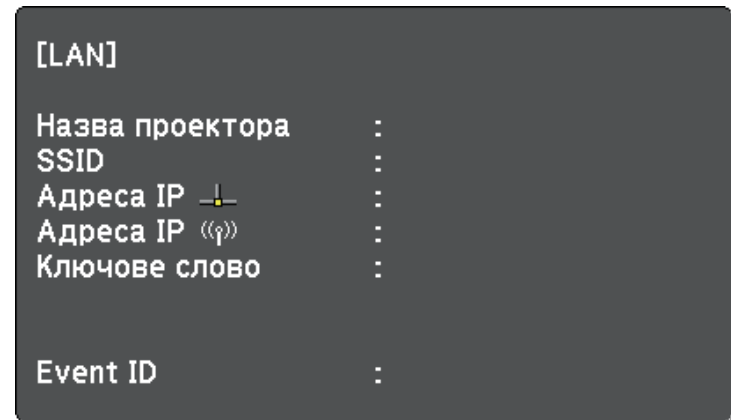 [LAN]
Назва проектора :
SSID :
Адреса IP :
Адреса IP :
Ключове слово :
Event ID :